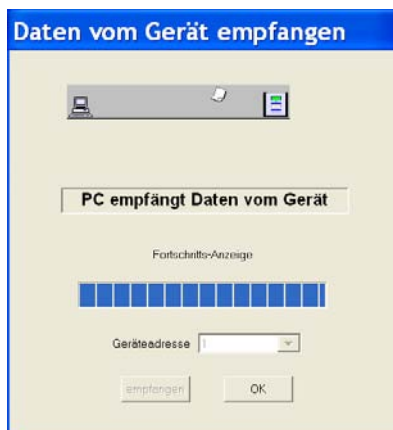 Daten vom Gerät empfangen
PC empfängt Daten vom Gerät
Fortschritts-Anzeige
Geräteadresse
empfangen
OK